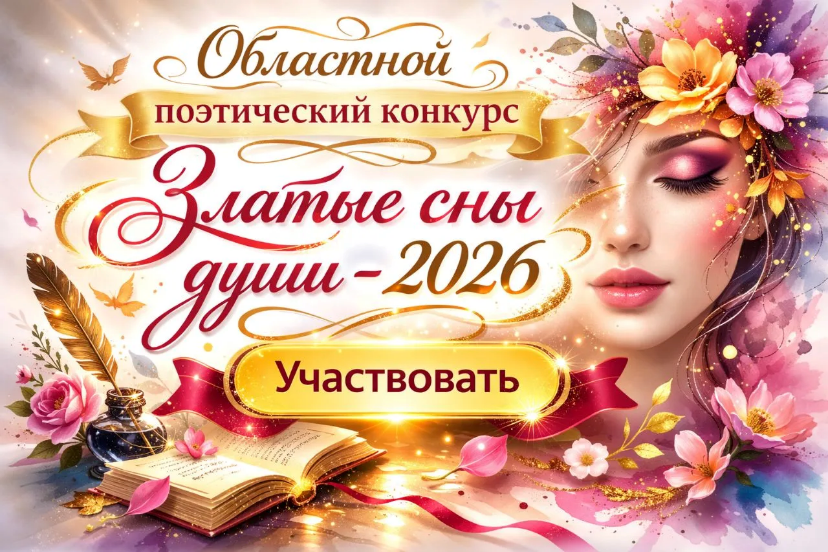 Областной
поэтический конкурс
Златые сны
души - 2026
Участвовать